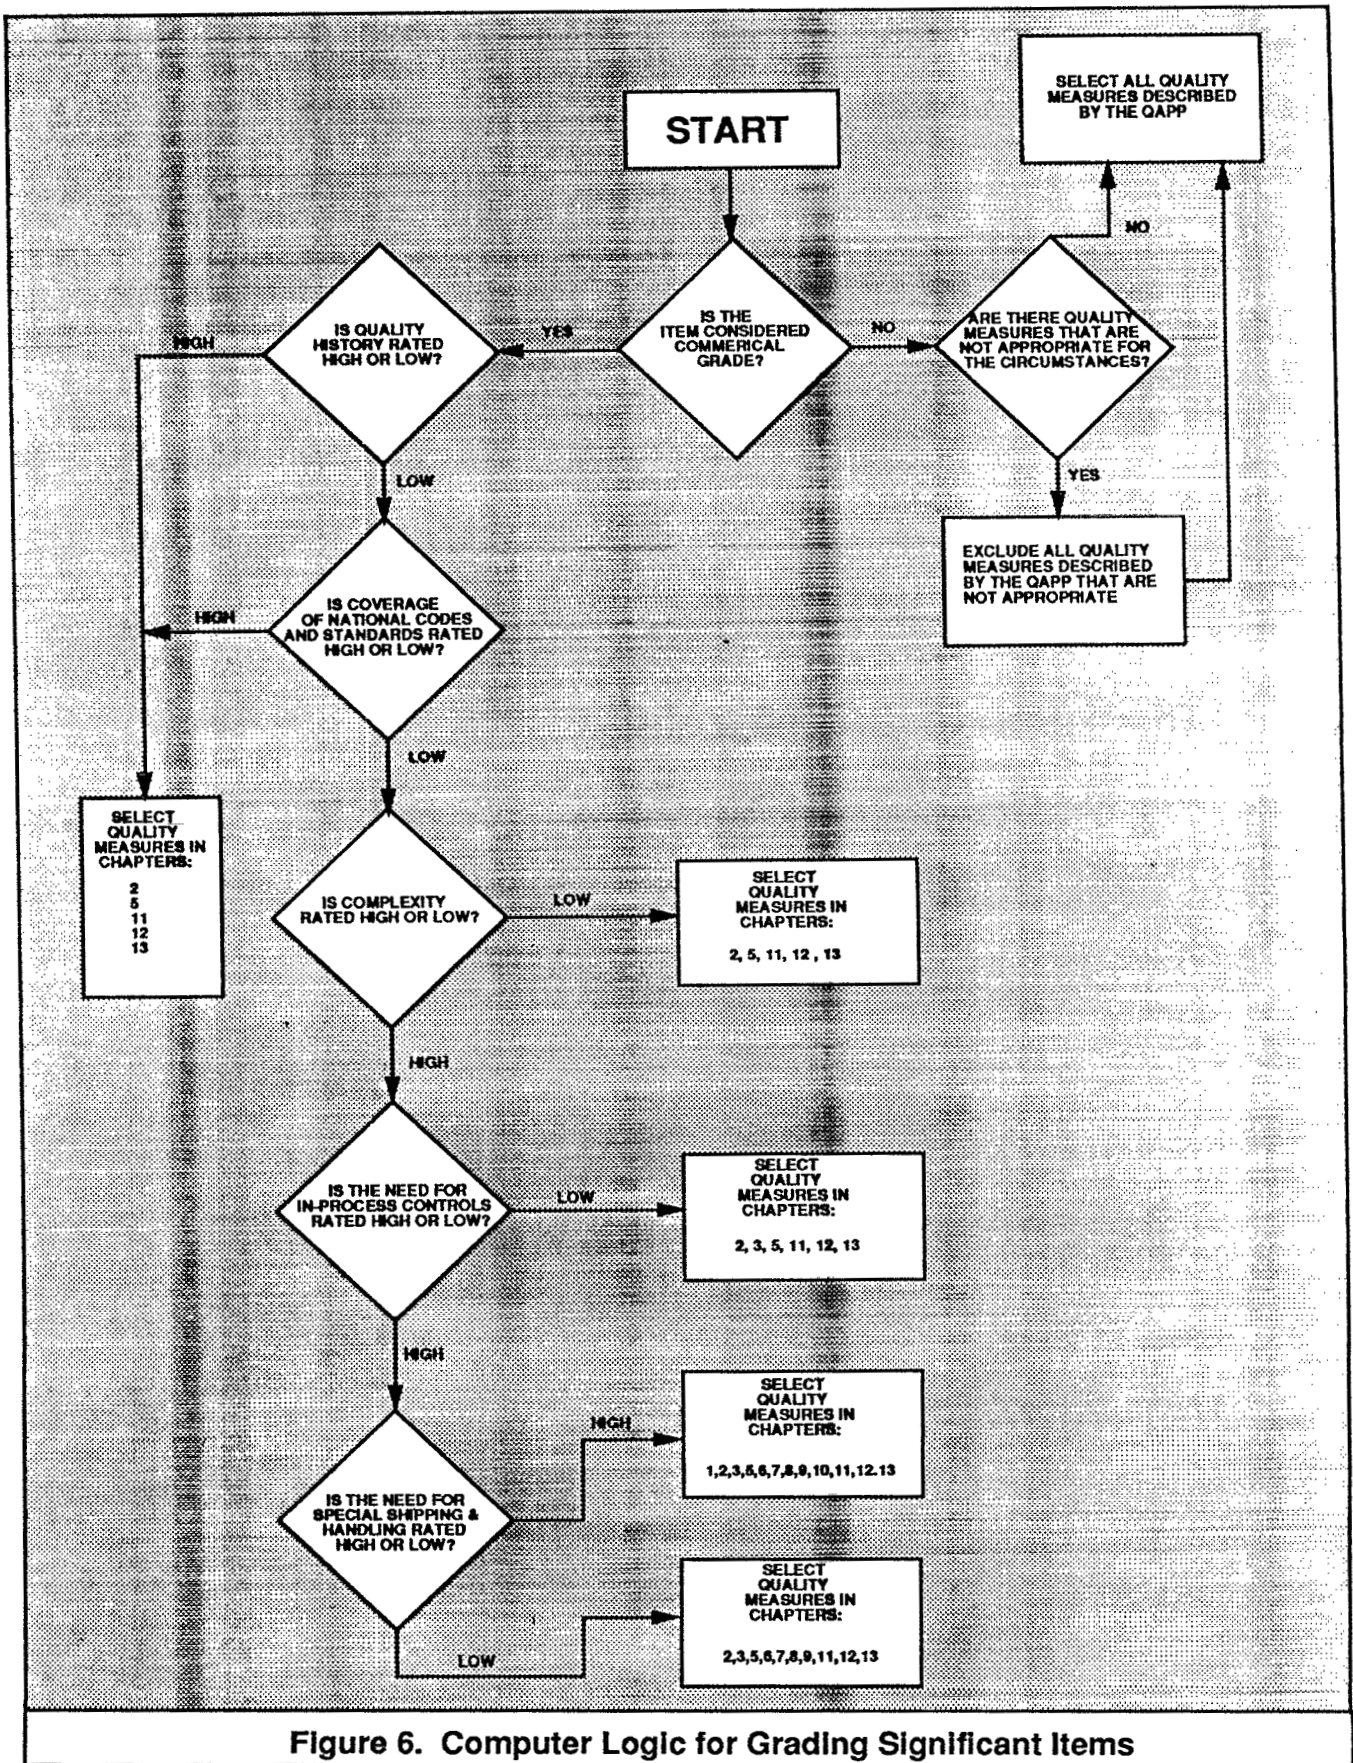 START
SELECT ALL QUALITY
MEASURES DESCRIBED
BY THE QAPP
NO
IS THE
ITEM CONSIDERED
COMMERICAL
GRADE?
YES
NO
ARE THERE QUALITY
MEASURES THAT ARE
NOT APPROPRIATE FOR
THE CIRCUMSTANCES?
YES
EXCLUDE ALL QUALITY
MEASURES DESCRIBED
BY THE QAPP THAT ARE
NOT APPROPRIATE
IS QUALITY
HISTORY RATED
HIGH OR LOW?
HIGH
LOW
IS COVERAGE
OF NATIONAL CODES
AND STANDARDS RATED
HIGH OR LOW?
HIGH
LOW
SELECT
QUALITY
MEASURES IN
CHAPTERS:
2
5
11
12
13
IS COMPLEXITY
RATED HIGH OR LOW?
LOW
SELECT
QUALITY
MEASURES IN
CHAPTERS:
2, 5, 11, 12 , 13
HIGH
IS THE NEED FOR
IN-PROCESS CONTROLS
RATED HIGH OR LOW?
LOW
SELECT
QUALITY
MEASURES IN
CHAPTERS:
2, 3, 5, 11, 12, 13
HIGH
IS THE NEED FOR
SPECIAL SHIPPING &
HANDLING RATED
HIGH OR LOW?
HIGH
SELECT
QUALITY
MEASURES IN
CHAPTERS:
1,2,3,5,6,7,8,9,10,11,12.13
LOW
SELECT
QUALITY
MEASURES IN
CHAPTERS:
2,3,5,6,7,8,9,11,12,13
Figure 6. Computer Logic for Grading Significant Items